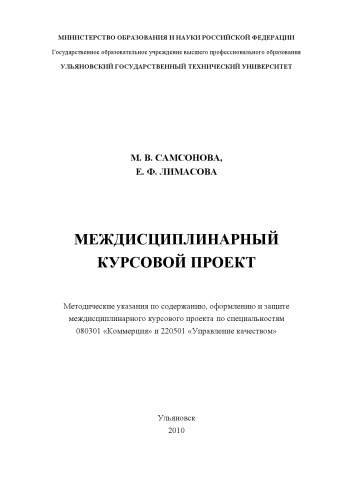 МИНИСТЕРСТВО ОБРАЗОВАНИЯ И НАУКИ РОССИЙСКОЙ ФЕДЕРАЦИИ
Государственное образовательное учреждение высшего профессионального образования
УЛЬЯНОВСКИЙ ГОСУДАРСТВЕННЫЙ ТЕХНИЧЕСКИЙ УНИВЕРСИТЕТ
М. В. САМСОНОВА,
Е. Ф. ЛИМАСОВА
МЕЖДИСЦИПЛИНАРНЫЙ
КУРСОВОЙ ПРОЕКТ
Методические указания по содержанию, оформлению и защите
междисциплинарного курсового проекта по специальностям
080301 «Коммерция» и 220501 «Управление качеством»
Ульяновск
2010